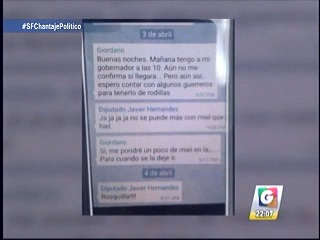 #SFChantajePolítico
3 de abril
Giordano
Buenas noches. Mañana tengo a mi
gobernador a las 10. Aún no me
confirma si llegara... Pero aún así,
espero contar con algunos guerreros
para tenerlo de rodillas
Diputado Javier Hernandez
Ja ja ja ja no se puede más con miel que
hiel
Giordano
Si, me pondré un poco de miel en la....
Para cuando se la deje x
4 de abril
Diputado Javier Hernandez
Rosquilla!!!!
G
22:07